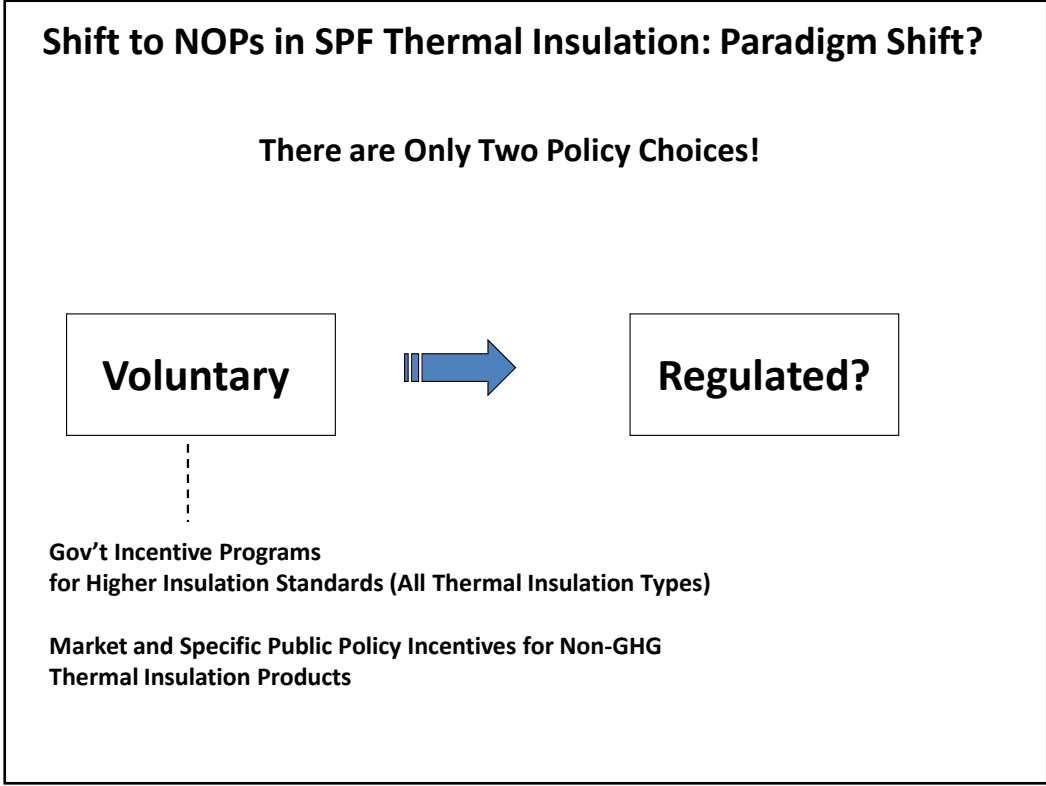 Shift to NOPs in SPF Thermal Insulation: Paradigm Shift?
There are Only Two Policy Choices!
Voluntary
Regulated?
Gov’t Incentive Programs
for Higher Insulation Standards (All Thermal Insulation Types)
Market and Specific Public Policy Incentives for Non-GHG
Thermal Insulation Products